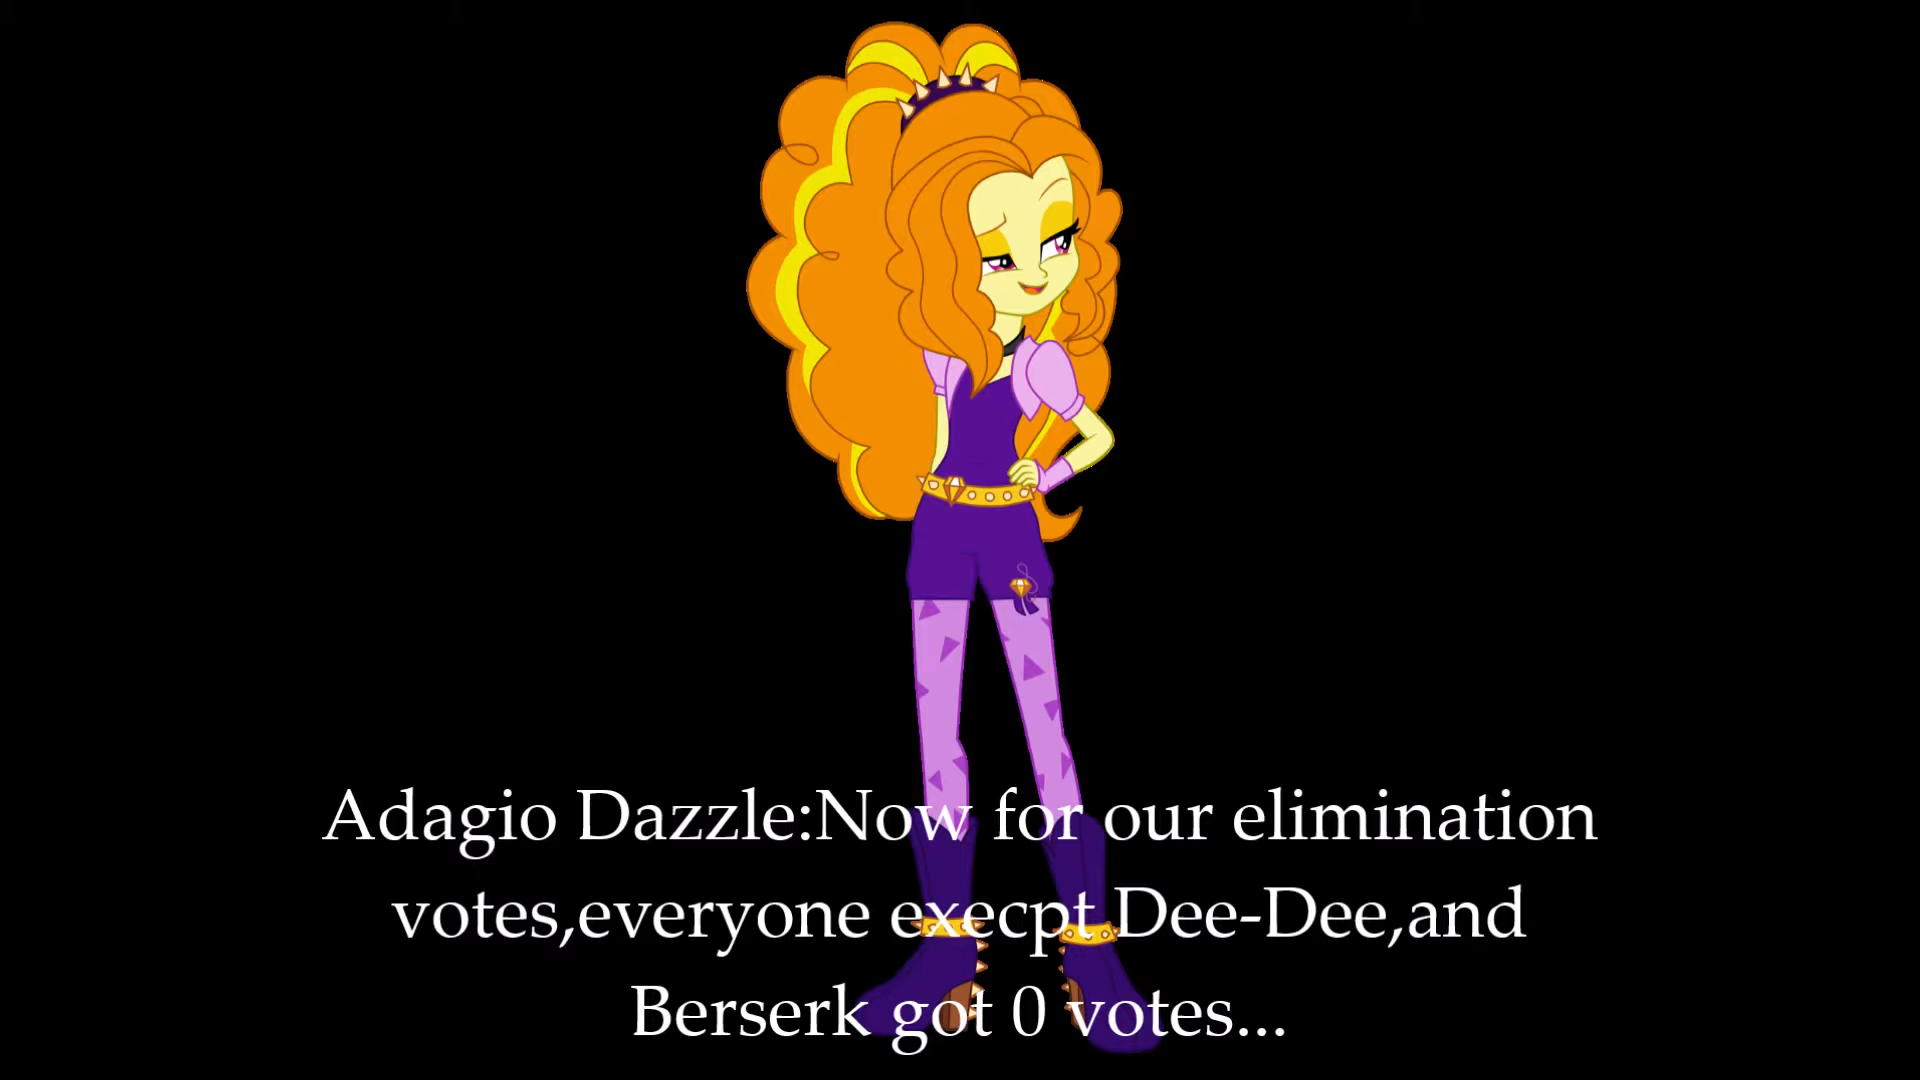 Adagio Dazzle:Now for our elimination
votes,everyone execpt Dee-Dee,and
Berserk got 0 votes...